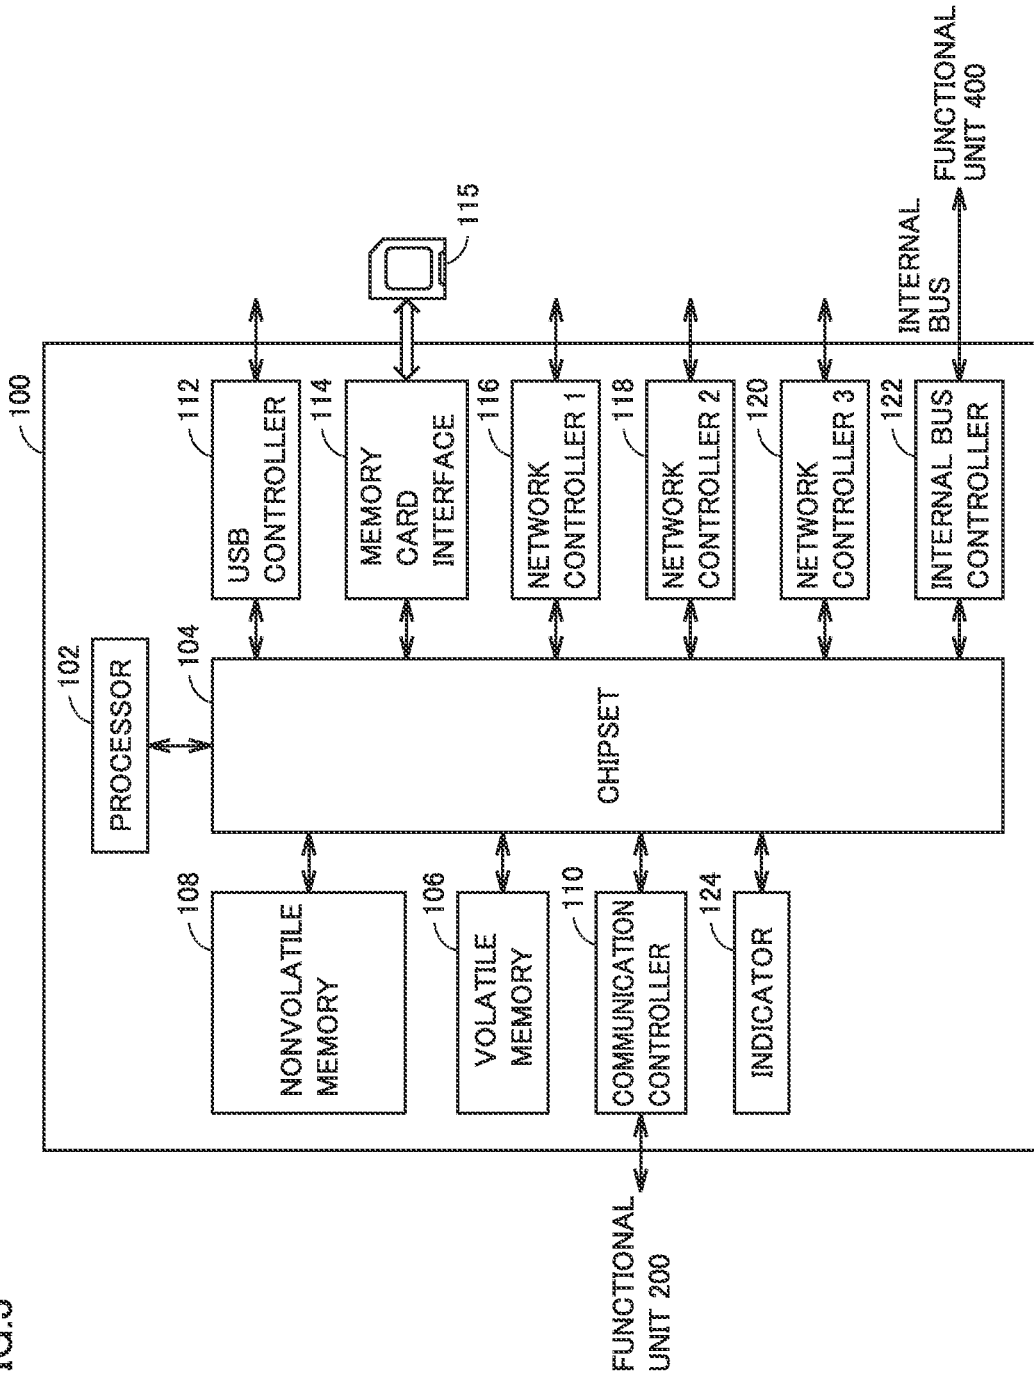 100
PROCESSOR
102
CHIPSET
104
NONVOLATILE
MEMORY
108
VOLATILE
MEMORY
106
COMMUNICATION
CONTROLLER
110
INDICATOR
124
FUNCTIONAL
UNIT 200
USB
CONTROLLER
112
MEMORY
CARD
INTERFACE
114
115
NETWORK
CONTROLLER 1
116
NETWORK
CONTROLLER 2
118
NETWORK
CONTROLLER 3
120
INTERNAL BUS
CONTROLLER
122
INTERNAL
BUS
FUNCTIONAL
UNIT 400